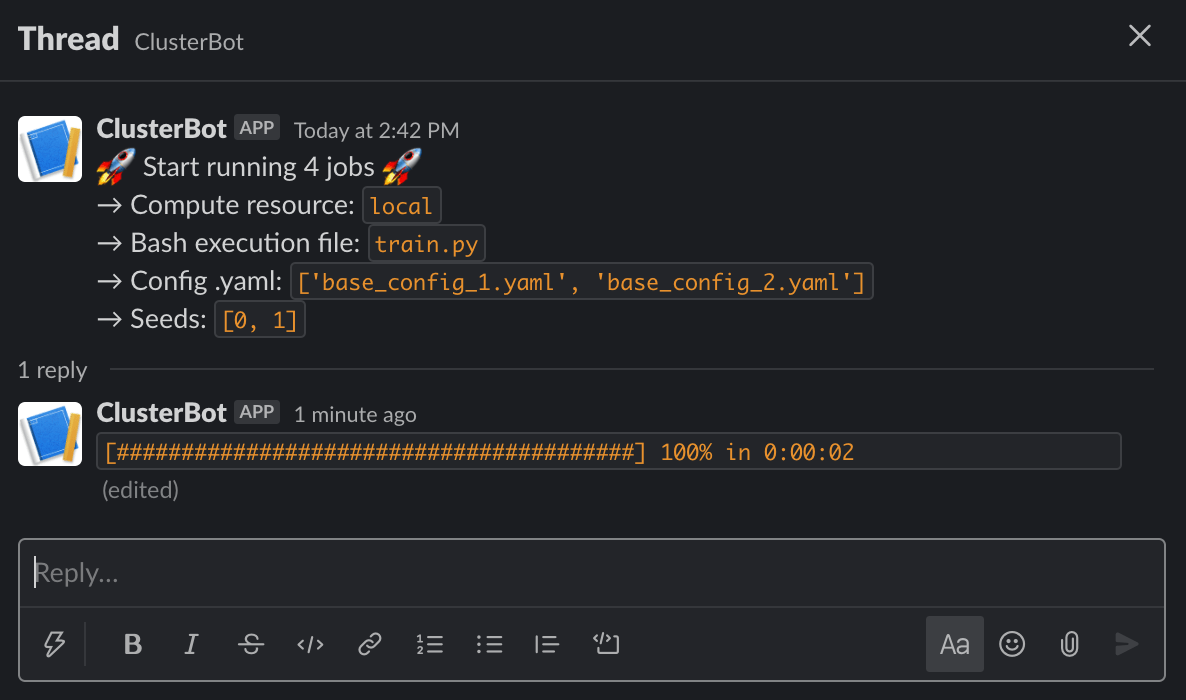 Thread ClusterBot
ClusterBot APP Today at 2:42 PM
🚀 Start running 4 jobs 🚀
→ Compute resource: local
→ Bash execution file: train.py
→ Config .yaml: ['base_config_1.yaml', 'base_config_2.yaml']
→ Seeds: [0, 1]
1 reply
ClusterBot APP 1 minute ago
[########################################] 100% in 0:00:02
(edited)
Reply…
B I S Aa